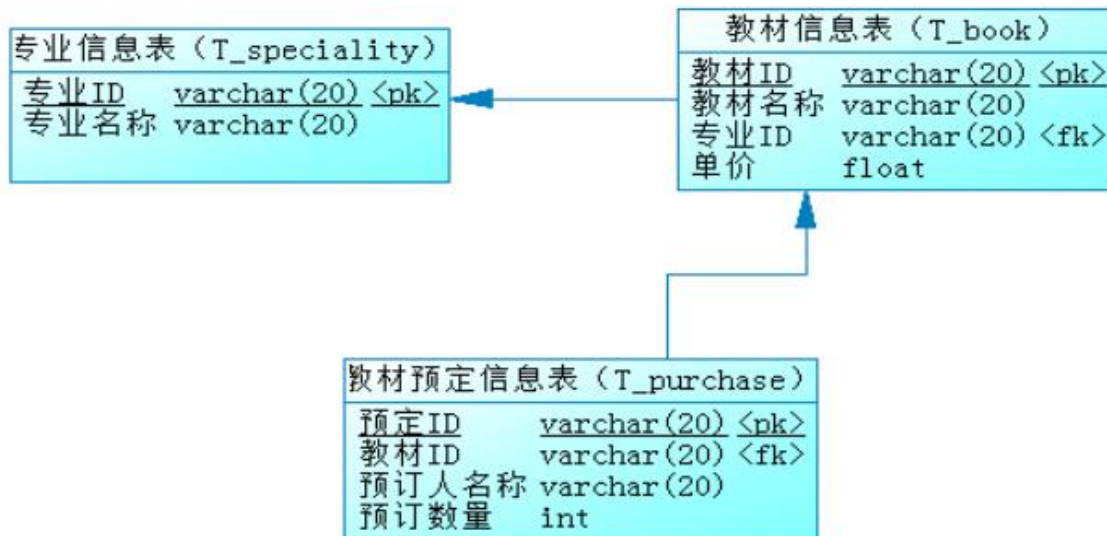 专业信息表（T_speciality）
专业ID varchar(20) <pk>
专业名称 varchar(20)
教材信息表（T_book）
教材ID varchar(20) <pk>
教材名称 varchar(20)
专业ID varchar(20) <fk>
单价 float
教材预定信息表（T_purchase）
预定ID varchar(20) <pk>
教材ID varchar(20) <fk>
预订人名称 varchar(20)
预订数量 int